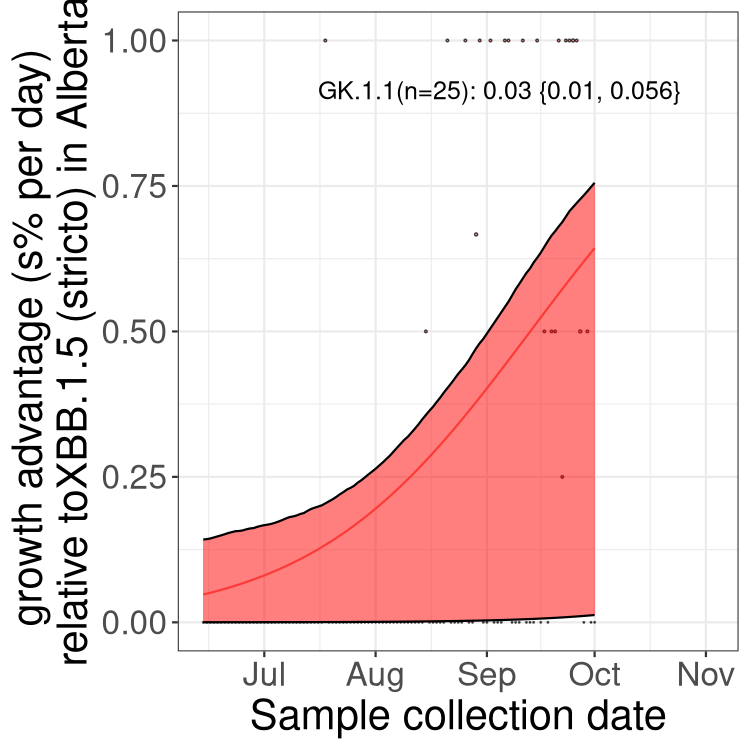 growth advantage (s% per day)
relative toXBB.1.5 (stricto) in Alberta
1.00
0.75
0.50
0.25
0.00
GK.1.1(n=25): 0.03 {0.01, 0.056}
Jul Aug Sep Oct Nov
Sample collection date